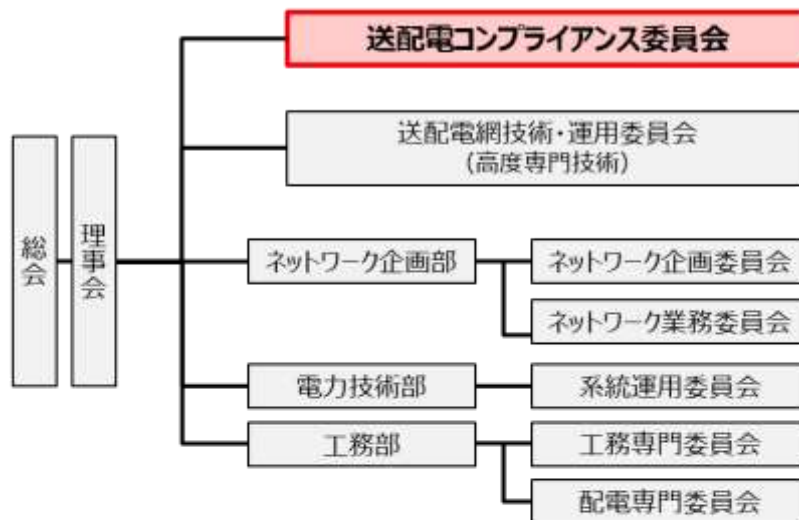 送配電コンプライアンス委員会
送配電網技術・運用委員会
(高度専門技術)
総会
理事会
ネットワーク企画部
ネットワーク企画委員会
ネットワーク業務委員会
電力技術部
系統運用委員会
工務部
工務専門委員会
配電専門委員会